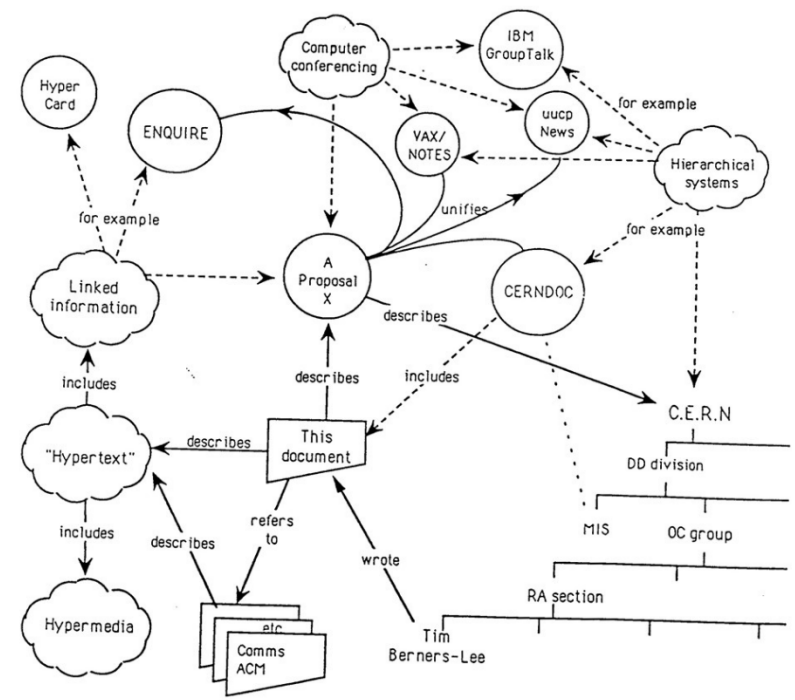 IBM
GroupTalk
Computer
conferencing
Hyper
Card
ENQUIRE
for example
uucp
News
VAX/
NOTES
Hierarchical
systems
unifies
for example
for example
A
Proposal
X
Linked
information
CERNDOC
describes
includes
describes
includes
C.E.R.N
describes
This
document
"Hypertext"
DD division
refers
to
includes
describes
MIS
OC group
wrote
RA section
Hypermedia
etc
Comms
ACM
Tim
Berners-Lee